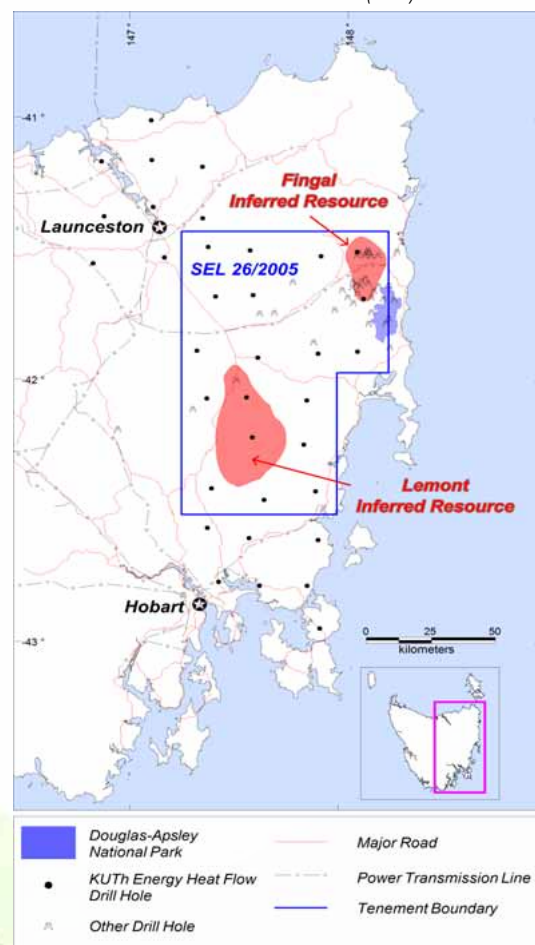 147
148
-41°
Fingal
Inferred Resource
Launceston
SEL 26/2005
-42°
Lemont
Inferred Resource
Hobart
-43°
0 25 50
kilometers
Douglas-Apsley
National Park
KUTh Energy Heat Flow
Drill Hole
Other Drill Hole
Major Road
Power Transmission Line
Tenement Boundary